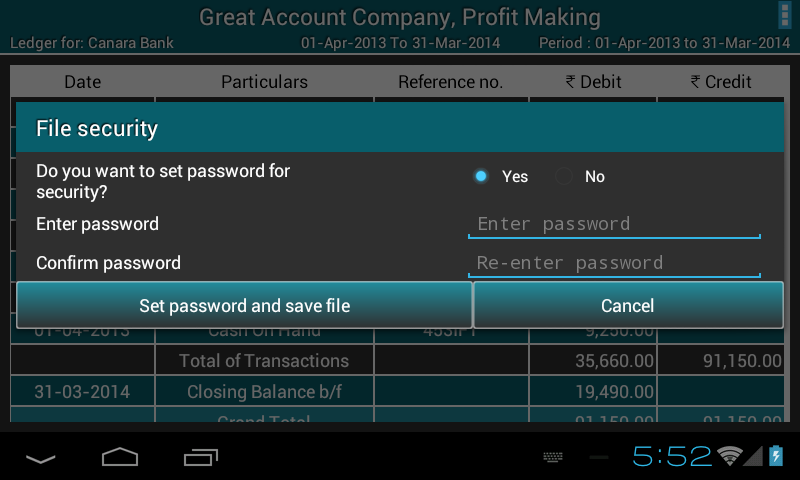 Great Account Company, Profit Making
Ledger for: Canara Bank 01-Apr-2013 To 31-Mar-2014 Period : 01-Apr-2013 to 31-Mar-2014
Date Particulars Reference no. ₹ Debit ₹ Credit
File security
Do you want to set password for
security?
Yes No
Enter password Enter password
Confirm password Re-enter password
Set password and save file Cancel
01-04-2013 Cash On Hand 9,250.00
Total of Transactions 35,660.00 91,150.00
31-03-2014 Closing Balance b/f 19,490.00
Grand Total 91,150.00 91,150.00
5:52